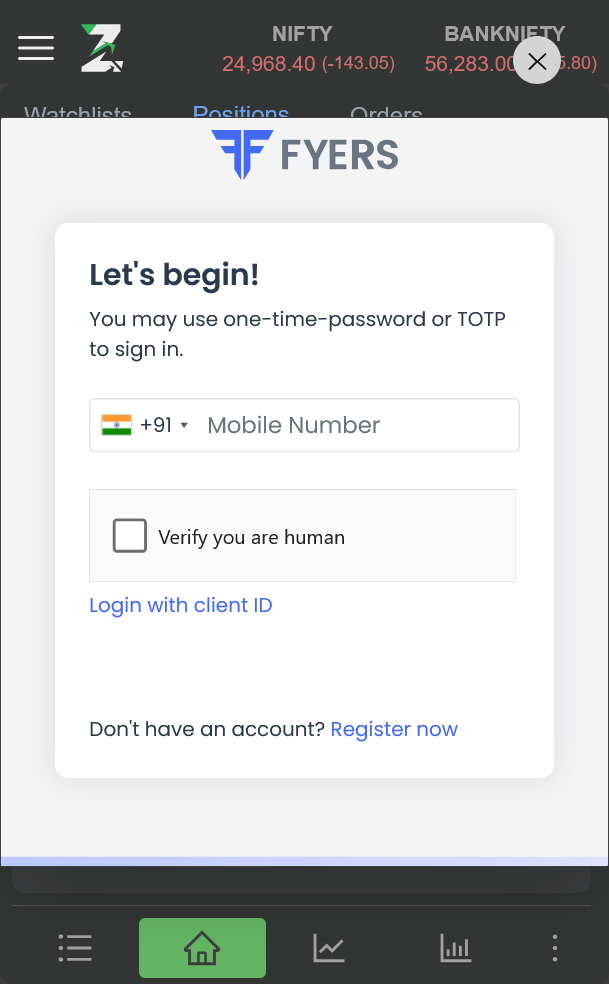 NIFTY
BANKNIFTY
24,968.40 (-143.05)
56,283.00 5.80)
Watchlists Positions Orders
FYERS
Let's begin!
You may use one-time-password or TOTP
to sign in.
+91 Mobile Number
Verify you are human
Login with client ID
Don't have an account? Register now